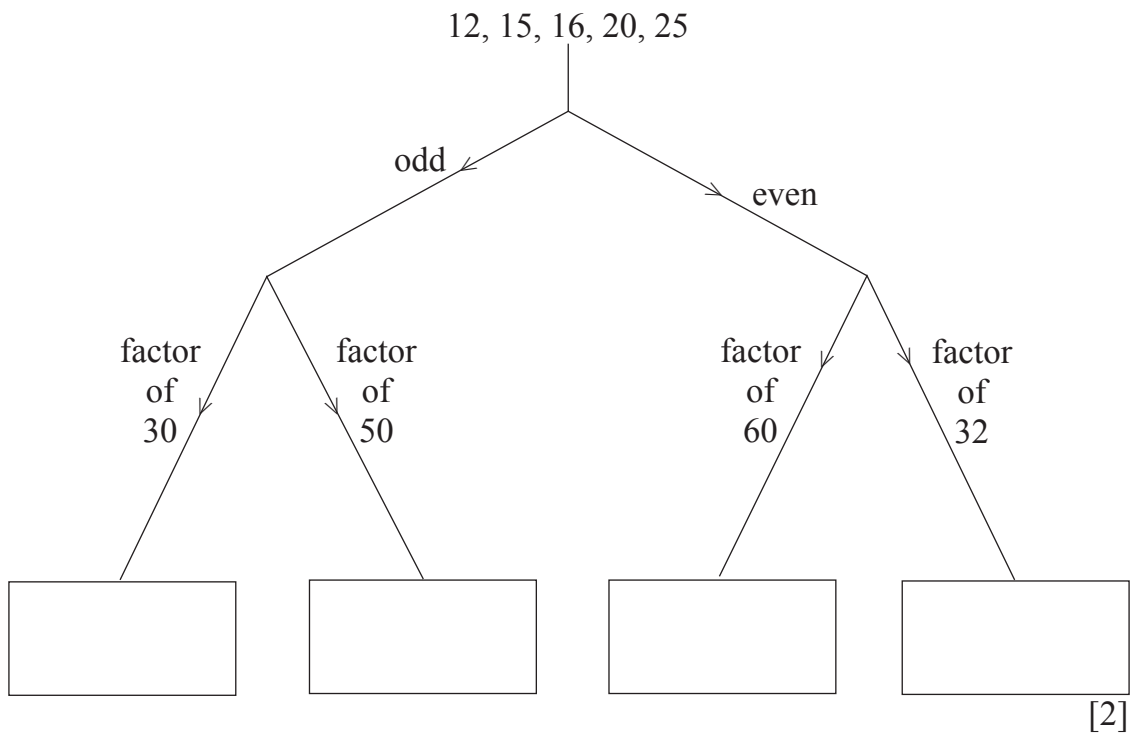 12, 15, 16, 20, 25
odd
even
factor
of
30
factor
of
50
factor
of
60
factor
of
32
[2]